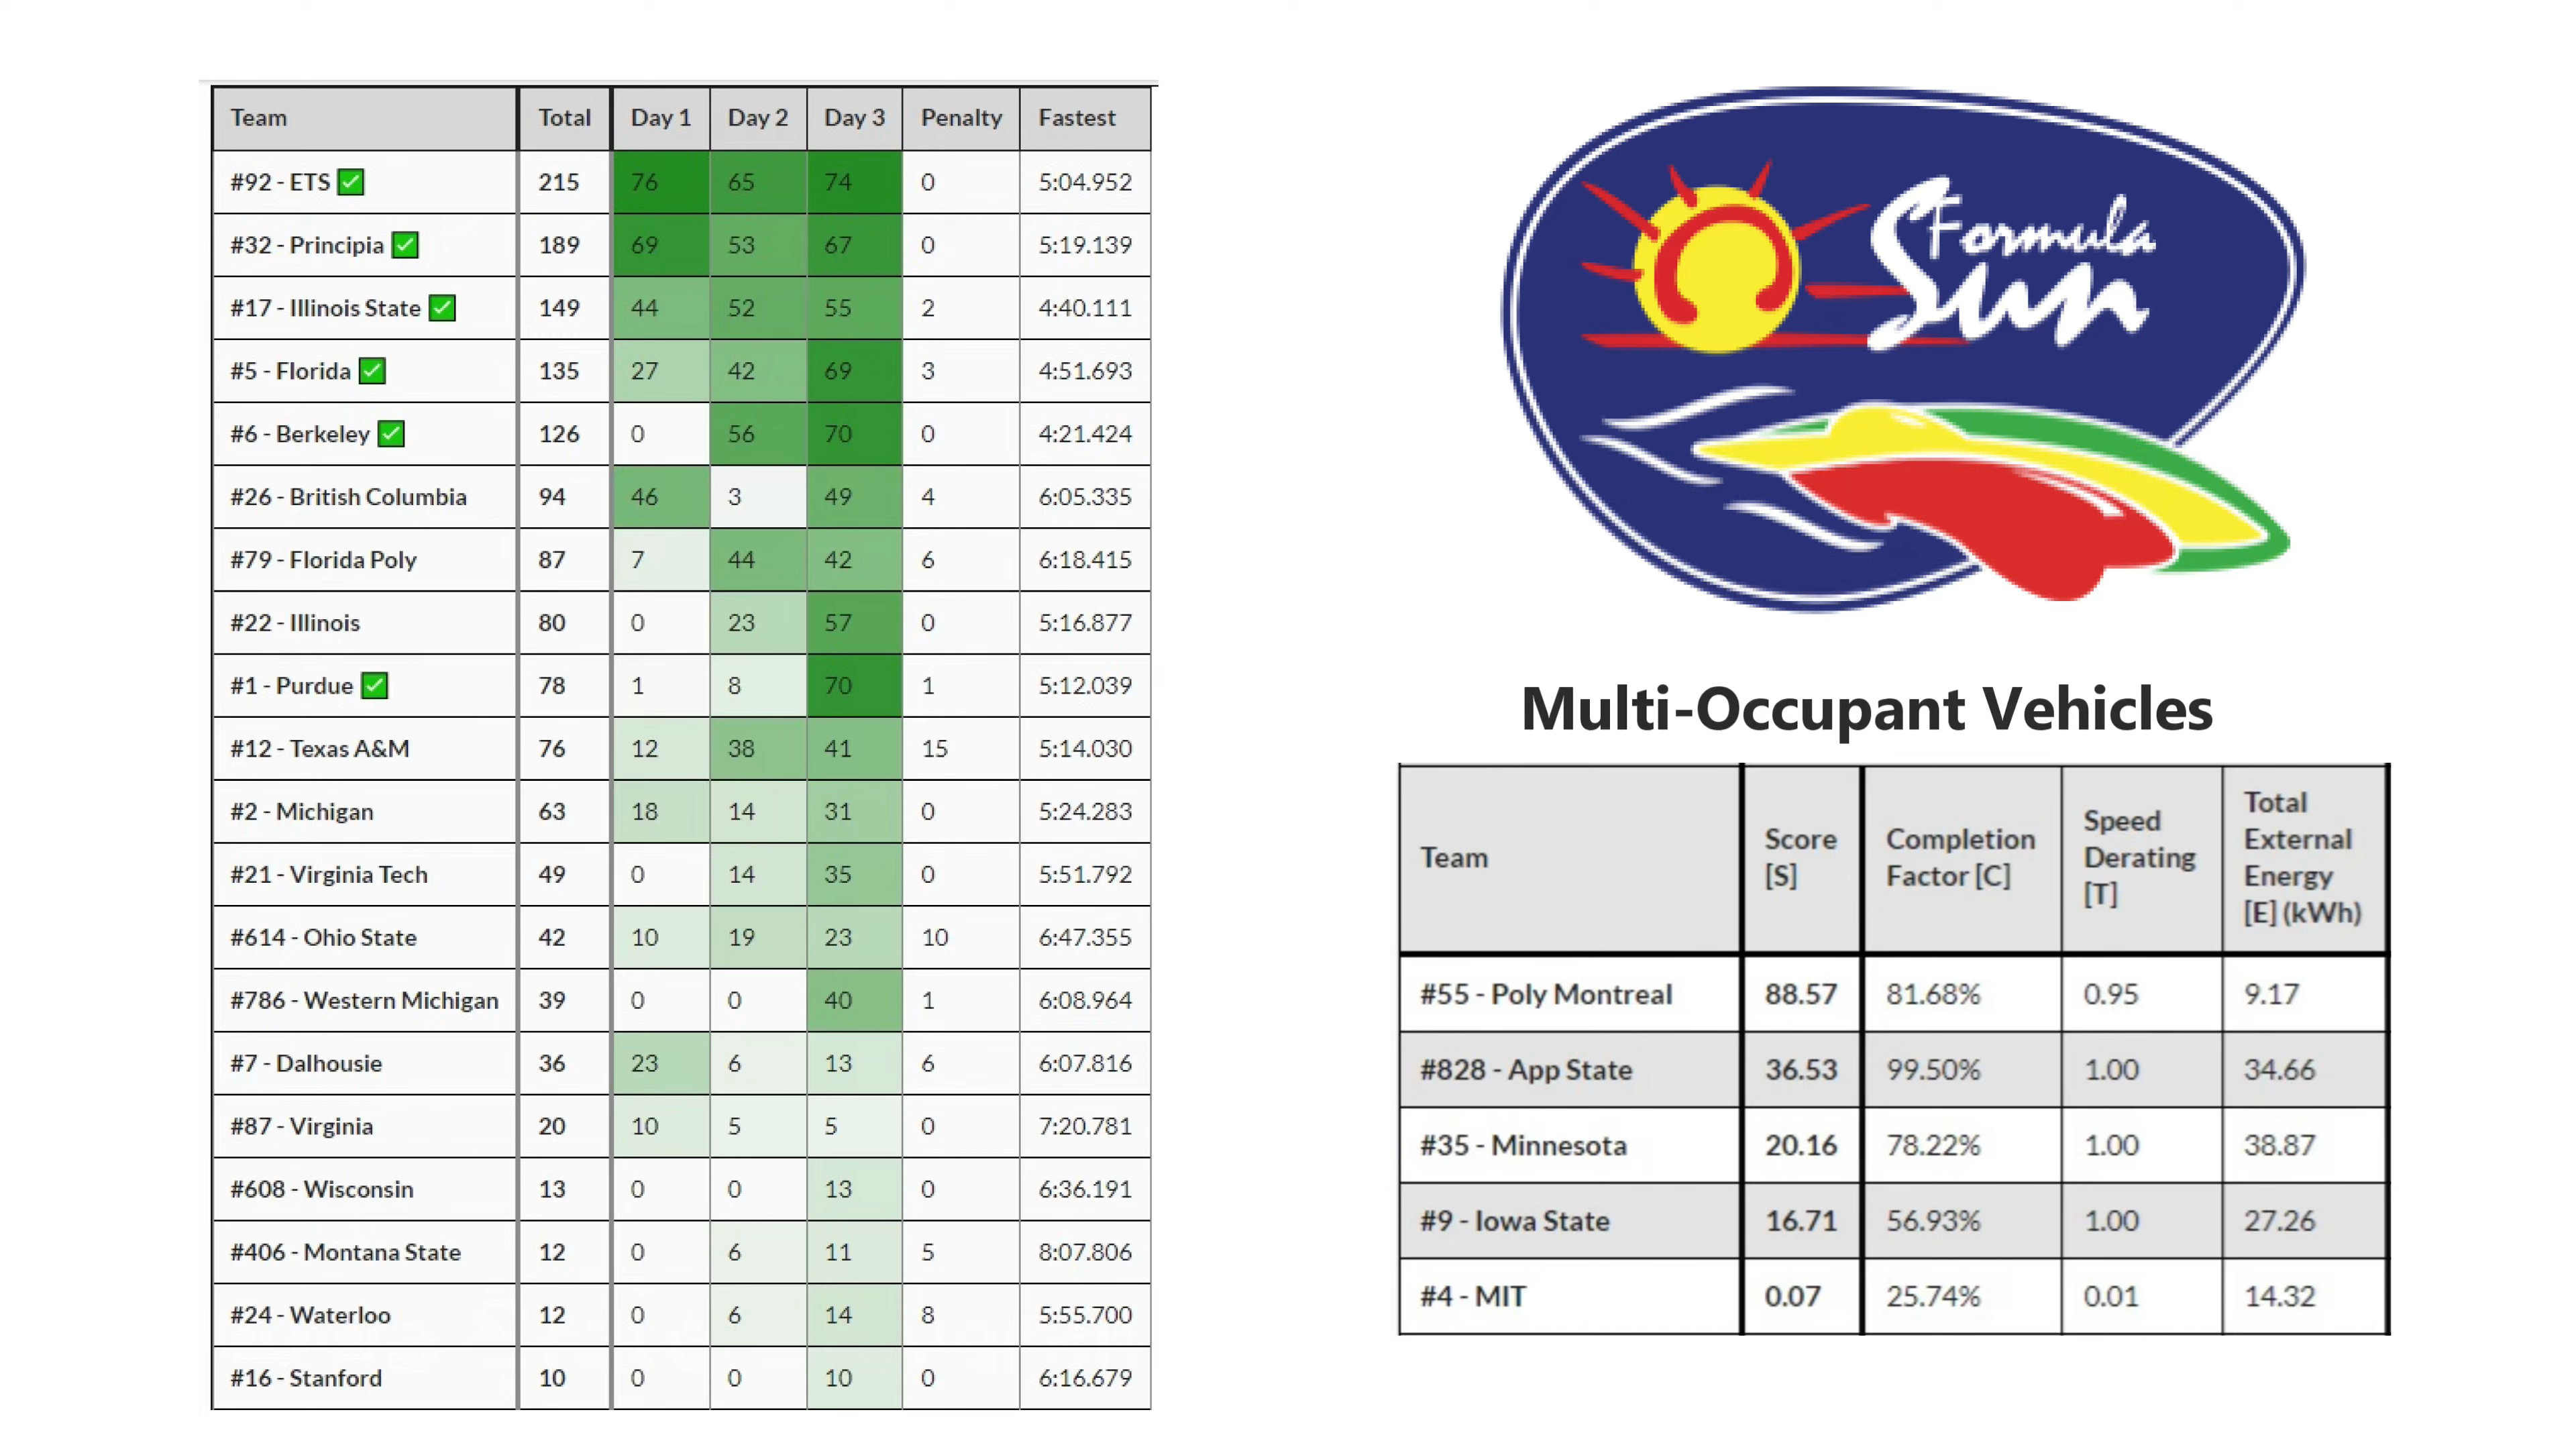 Team Total Day 1 Day 2 Day 3 Penalty Fastest
#92 - ETS ✅ 215 76 65 74 0 5:04.952
#32 - Principia ✅ 189 69 53 67 0 5:19.139
#17 - Illinois State ✅ 149 44 52 55 2 4:40.111
#5 - Florida ✅ 135 27 42 69 3 4:51.693
#6 - Berkeley ✅ 126 0 56 70 0 4:21.424
#26 - British Columbia 94 46 3 49 4 6:05.335
#79 - Florida Poly 87 7 44 42 6 6:18.415
#22 - Illinois 80 0 23 57 0 5:16.877
#1 - Purdue ✅ 78 1 8 70 1 5:12.039
#12 - Texas A&M 76 12 38 41 15 5:14.030
#2 - Michigan 63 18 14 31 0 5:24.283
#21 - Virginia Tech 49 0 14 35 0 5:51.792
#614 - Ohio State 42 10 19 23 10 6:47.355
#786 - Western Michigan 39 0 0 40 1 6:08.964
#7 - Dalhousie 36 23 6 13 6 6:07.816
#87 - Virginia 20 10 5 5 0 7:20.781
#608 - Wisconsin 13 0 0 13 0 6:36.191
#406 - Montana State 12 0 6 11 5 8:07.806
#24 - Waterloo 12 0 6 14 8 5:55.700
#16 - Stanford 10 0 0 10 0 6:16.679
Formula
Sun
Multi-Occupant Vehicles
Team Score [S] Completion Factor [C] Speed Derating [T] Total External Energy [E] (kWh)
#55 - Poly Montreal 88.57 81.68% 0.95 9.17
#828 - App State 36.53 99.50% 1.00 34.66
#35 - Minnesota 20.16 78.22% 1.00 38.87
#9 - Iowa State 16.71 56.93% 1.00 27.26
#4 - MIT 0.07 25.74% 0.01 14.32